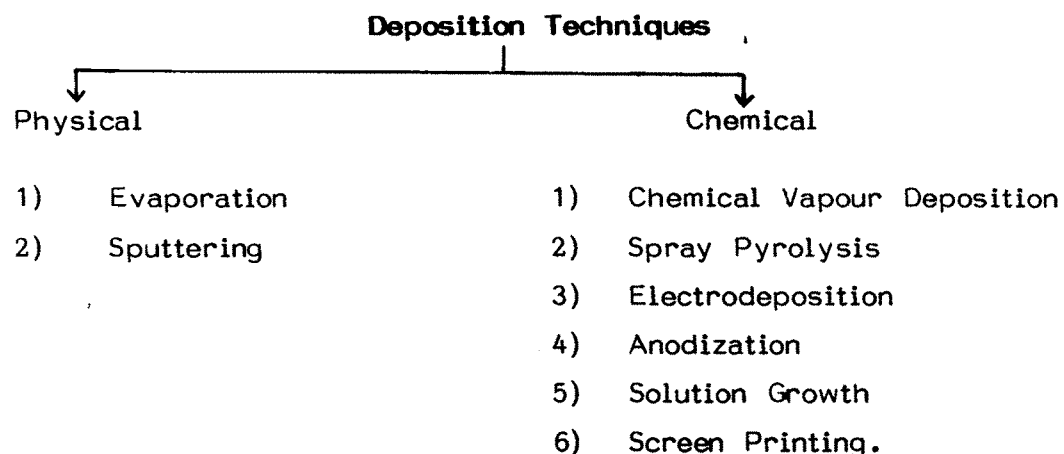 Deposition Techniques
Physical
1) Evaporation
2) Sputtering
Chemical
1) Chemical Vapour Deposition
2) Spray Pyrolysis
3) Electrodeposition
4) Anodization
5) Solution Growth
6) Screen Printing.